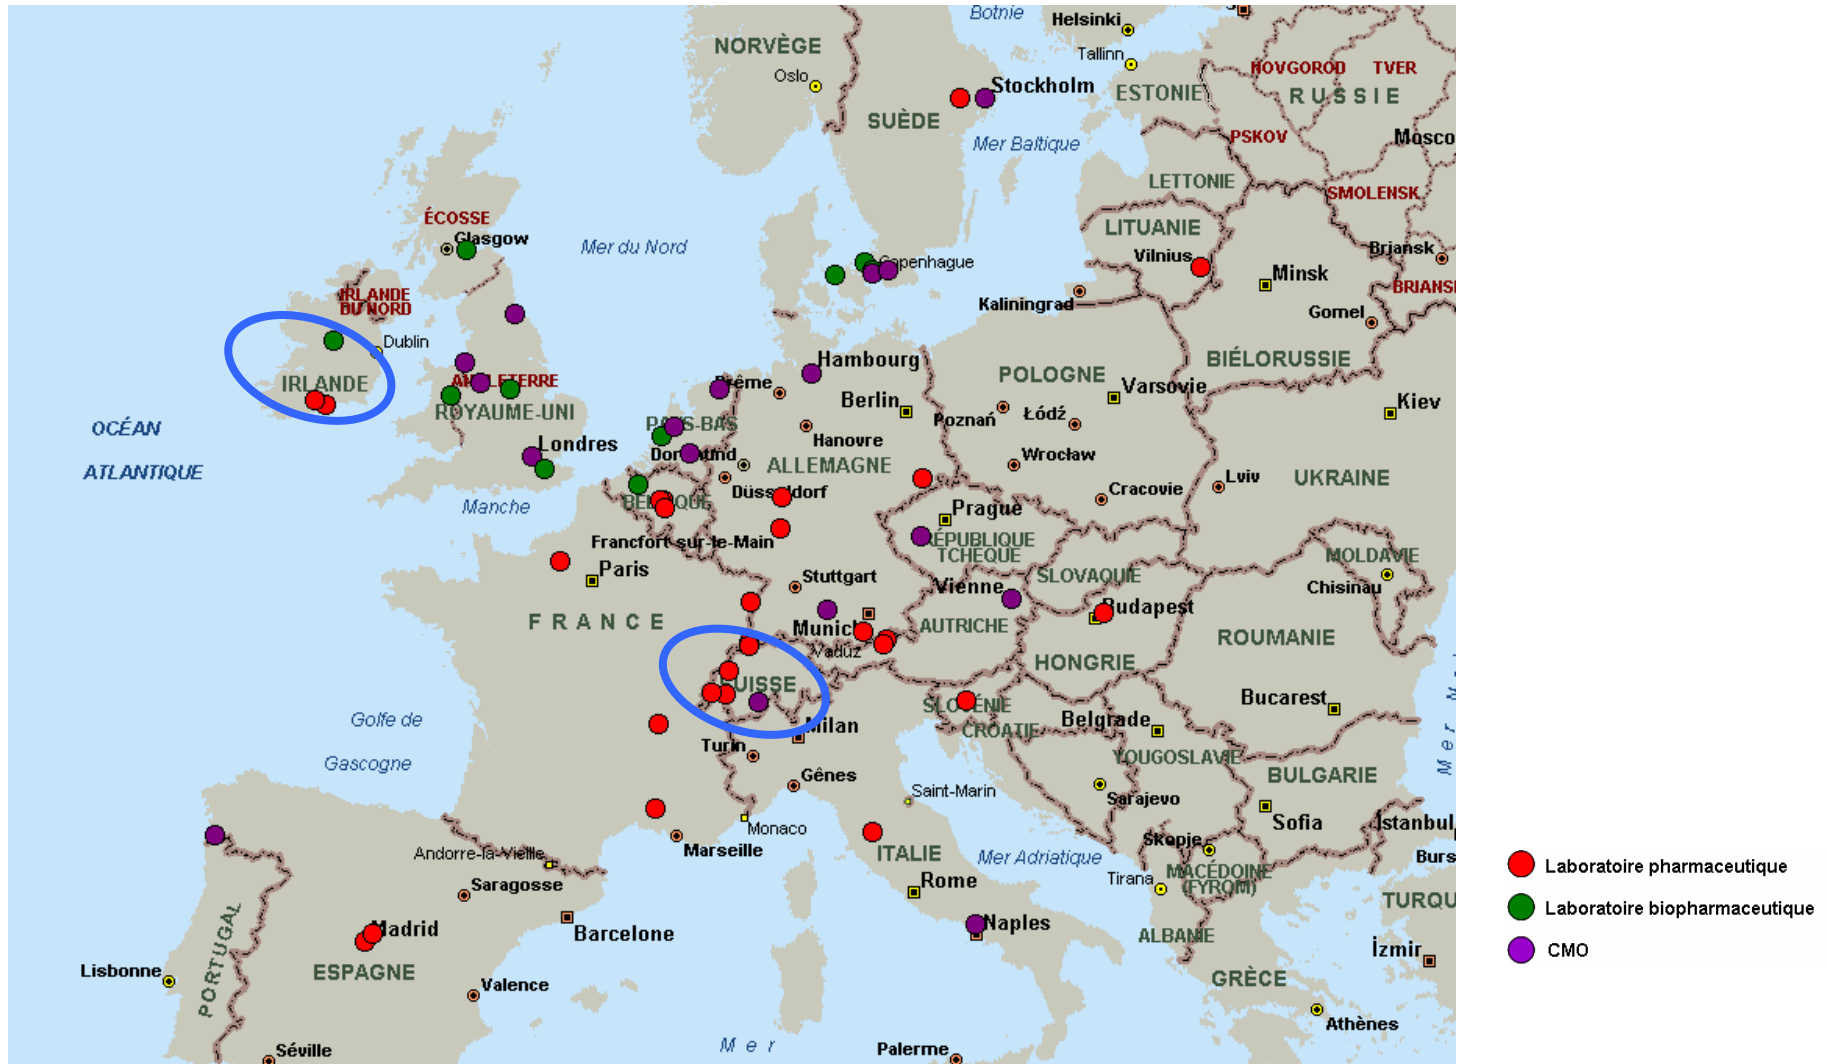 Botnie
Helsinki
NORVÈGE
Tallinn
Oslo
NOVGOROD
TVER
Stockholm
ESTONIE
RUSSIE
SUÈDE
PSKOV
Mosco
Mer Baltique
LETTONIE
SMOLENSK
ÉCOSSE
LITUANIE
Glasgow
Mer du Nord
Briansk
Vilnius
Copenhague
Minsk
BRIANSK
IRLANDE
DU NORD
Kaliningrad
Gomel
Dublin
Hambourg
BIÉLORUSSIE
IRLANDE
ANGLETERRE
Brême
POLOGNE
Varsovie
Berlin
Kiev
ROYAUME-UNI
PAYS-BAS
Poznań
Łódź
OCÉAN
Hanovre
Londres
Dortmund
Wrocław
ALLEMAGNE
ATLANTIQUE
UKRAINE
Lviv
Düsseldorf
Cracovie
BELGIQUE
Manche
Prague
Francfort-sur-le-Main
RÉPUBLIQUE
TCHEQUE
MOLDAVIE
Paris
Stuttgart
SLOVAQUIE
Vienne
Chisinau
Budapest
FRANCE
Munich
AUTRICHE
ROUMANIE
Vaduz
HONGRIE
SUISSE
Bucarest
SLOVÉNIE
Golfe de
Gascogne
Belgrade
Milan
CROATIE
Turin
YOUGOSLAVIE
Mer
Gênes
BULGARIE
Saint-Marin
Sarajevo
Monaco
Sofia
Istanbul
Skopje
Marseille
Andorre-la-Vieille
ITALIE
Mer Adriatique
Burs
MACÉDOINE
(FYROM)
Tirana
Saragosse
Rome
TURQU
Naples
Madrid
Barcelone
ALBANIE
İzmir
PORTUGAL
Lisbonne
ESPAGNE
GRÈCE
Valence
Athènes
Séville
Mer
Palerme
Laboratoire pharmaceutique
Laboratoire biopharmaceutique
CMO